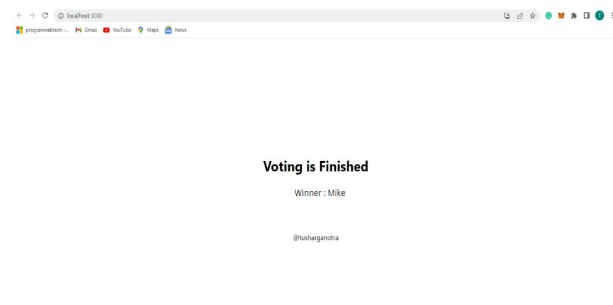 localhost:3000
programwebtech -... Gmail YouTube Maps News
Voting is Finished
Winner : Mike
@tusharganotra